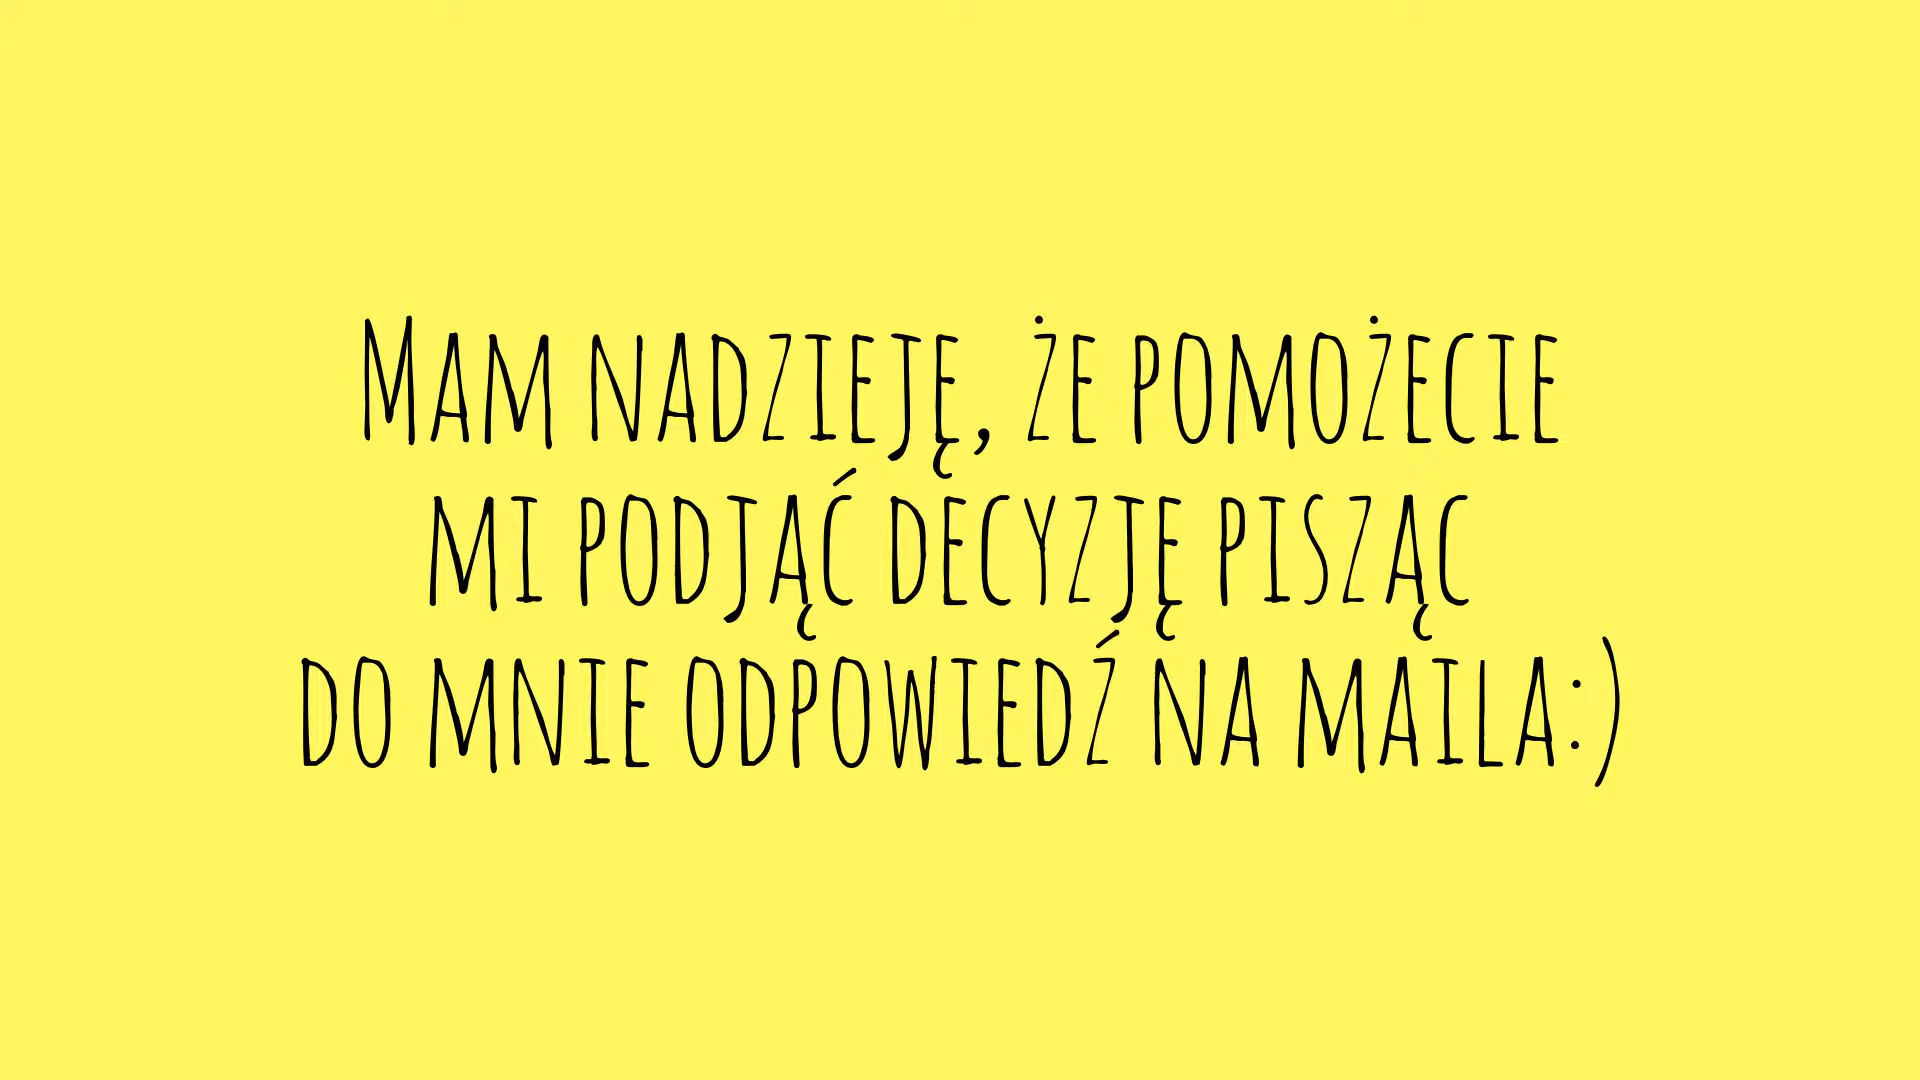 Mam nadzieję, że pomożecie
mi podjąć decyzję pisząc
do mnie odpowiedź na maila:)